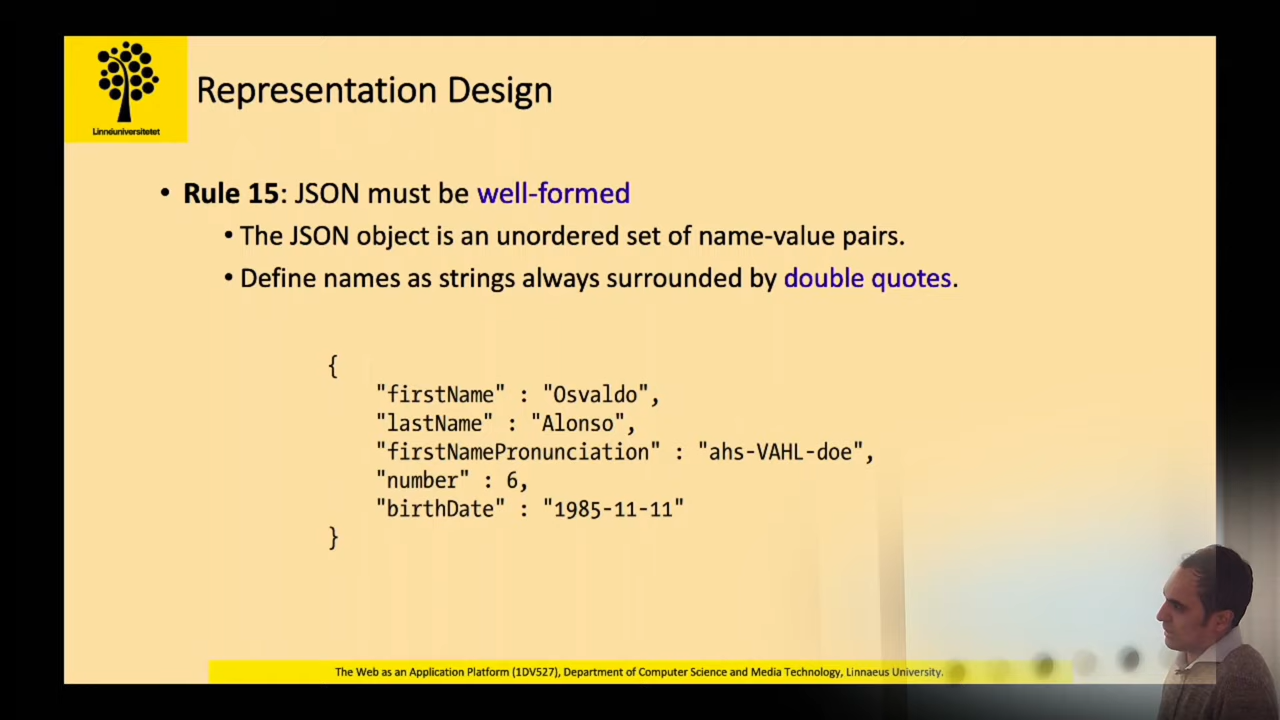 Linnéuniversitetet
Representation Design
• Rule 15: JSON must be well-formed
• The JSON object is an unordered set of name-value pairs.
• Define names as strings always surrounded by double quotes.
{
"firstName" : "Osvaldo",
"lastName" : "Alonso",
"firstNamePronunciation" : "ahs-VAHL-doe",
"number" : 6,
"birthDate" : "1985-11-11"
}
The Web as an Application Platform (1DV527), Department of Computer Science and Media Technology, Linnaeus University.